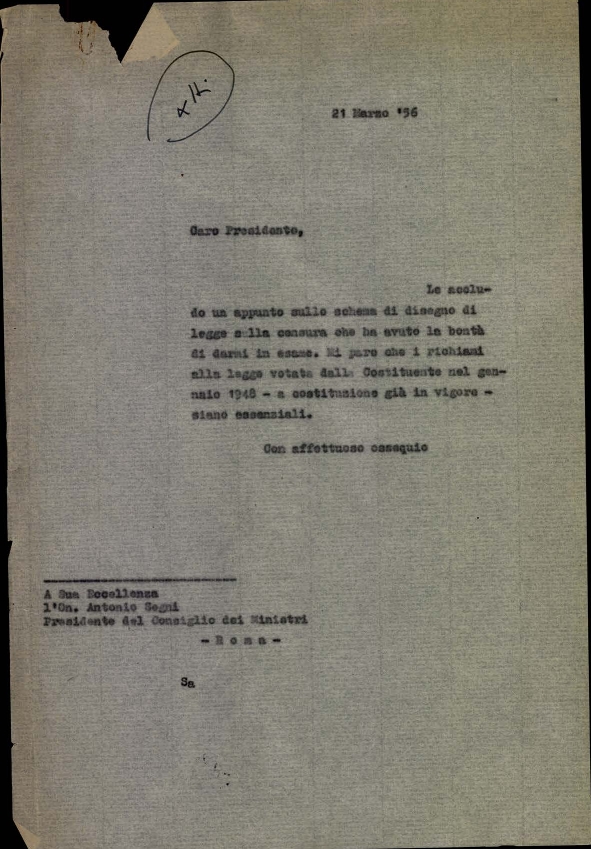 21 Marzo '56
Caro Presidente,
Le acclu-
do un appunto sullo schema di disegno di
legge sulla censura che ha avuto la bontà
di darmi in esame. Mi pare che i richiami
alla legge votata dalla Costituente nel gen-
naio 1948 - a costituzione già in vigore -
siano essenziali.
Con affettuoso ossequio
A Sua Eccellenza
l'On. Antonio Segni
Presidente del Consiglio dei Ministri
- R o m a -
Sa